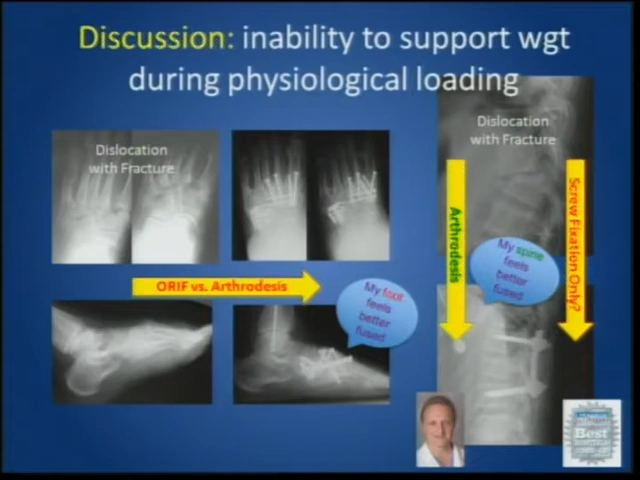 Discussion: inability to support wgt
during physiological loading
Dislocation
with Fracture
Dislocation
with Fracture
ORIF vs. Arthrodesis
My foot
feels
better
fused
Arthrodesis
My spine
feels
better
fused
Screw Fixation Only?
Best
HOSPITALS